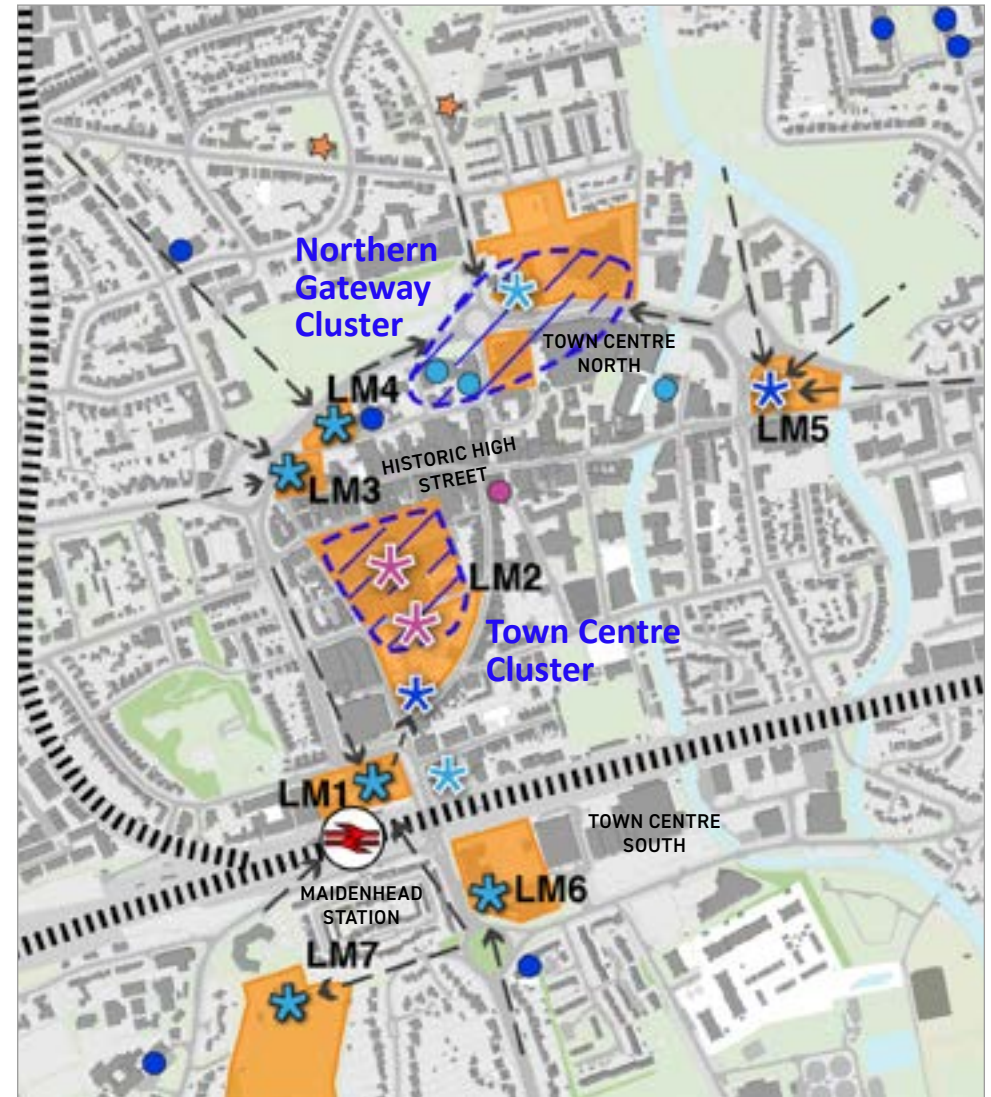 Northern
Gateway
Cluster
TOWN CENTRE
NORTH
LM4
LM5
HISTORIC HIGH
STREET
LM3
LM2
Town Centre
Cluster
LM1
TOWN CENTRE
SOUTH
MAIDENHEAD
STATION
LM6
LM7